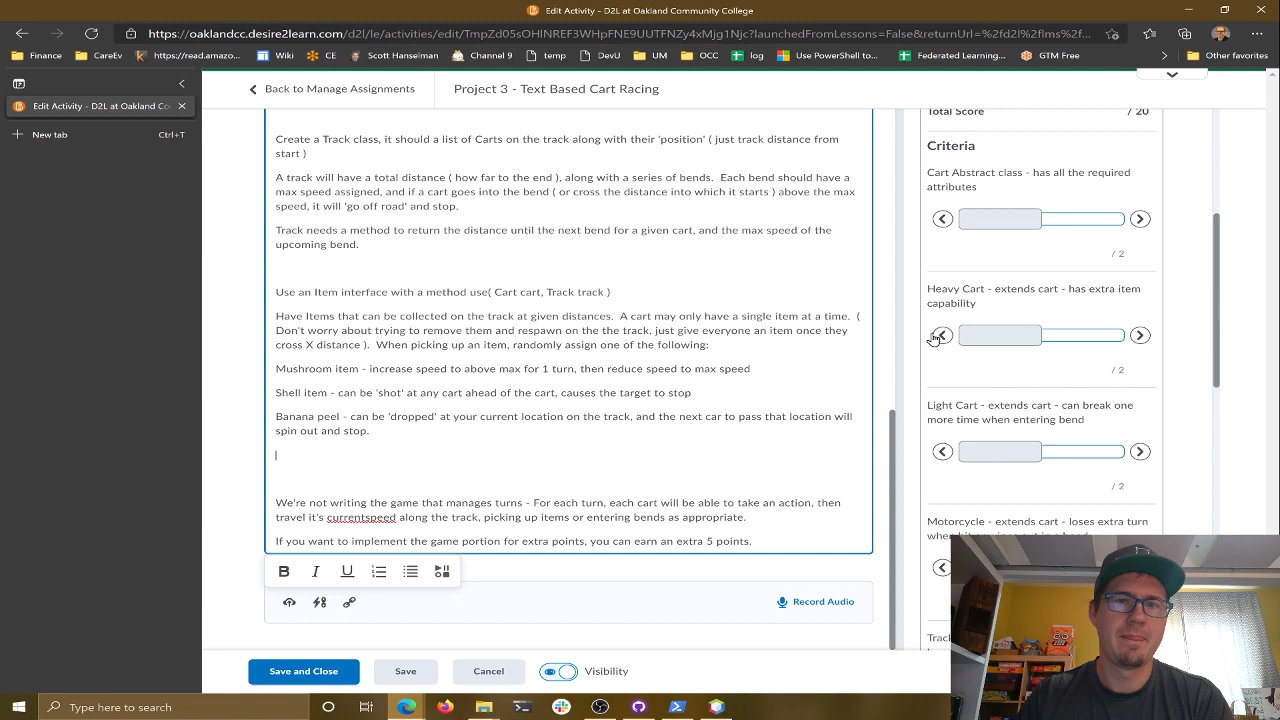 Edit Activity - D2L at Oakland Community College
https://oaklandcc.desire2learn.com/d2l/le/activities/edit/
Finance
CE
https://read.amazon...
Wiki
CE
Scott.Hanselman
temp
DevU
UM
OCC
log
Use PowerShell to...
Federated Learning...
Other favorites
Edit Activity - D2L at Oakland Co
New tab
Ctrl+T
Back to Manage Assignments
Project 3 - Text Based Cart Racing
Create a Track class, it should a list of Carts on the track along with their 'position' ( just track distance from
start )
A track will have a total distance ( how far to the end ), along with a series of bends. Each bend should have a
max speed assigned, and if a cart goes into the bend ( or cross the distance into which it starts ) above the max
speed, it will 'go off road' and stop.
Track needs a method to return the distance until the next bend for a given cart, and the max speed of the
upcoming bend.
Use an Item interface with a method use( Cart cart, Track track )
Have Items that can be collected on the track at given distances. A cart may only have a single item at a time. (
Don't worry about trying to remove them and respawn on the the track, just give everyone an item once they
cross X distance ). When picking up an item, randomly assign one of the following:
Mushroom item - increase speed to above max for 1 turn, then reduce speed to max speed
Shell item - can be 'shot' at any cart ahead of the cart, causes the target to stop
Banana peel - can be 'dropped' at your current location on the track, and the next car to pass that location will
spin out and stop.
We're not writing the game that manages turns - For each turn, each cart will be able to take an action, then
travel it's currentspeed along the track, picking up items or entering bends as appropriate.
If you want to implement the game portion for extra points, you can earn an extra 5 points.
B I U
Record Audio
Save and Close
Save
Cancel
Visibility
Total Score
/ 20
Criteria
Cart Abstract class - has all the required
attributes
/ 2
Heavy Cart - extends cart - has extra item
capability
/ 2
Light Cart - extends cart - can break one
more time when entering bend
/ 2
Motorcycle - extends cart - loses extra turn
Type here to search